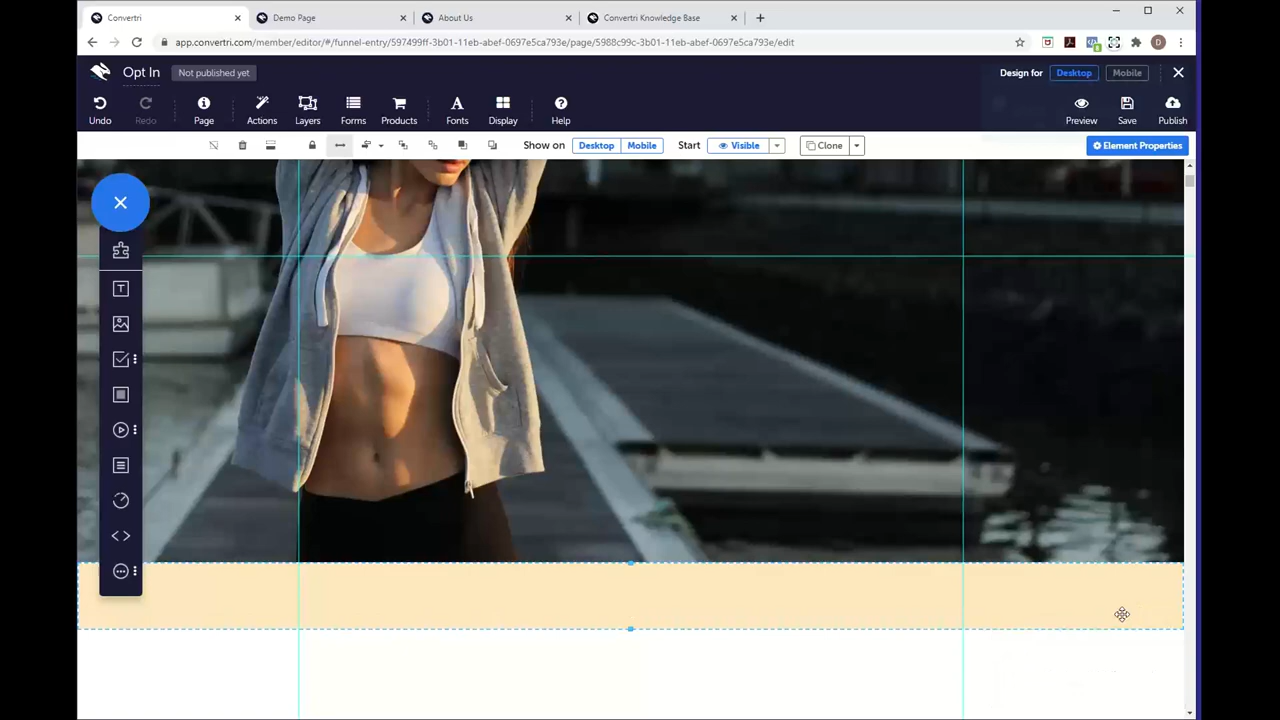 Convertri
Demo Page
About Us
Convertri Knowledge Base
app.convertri.com/member/editor/#/funnel-entry/597499ff-3b01-11eb-abef-0697e5ca793e/page/5988c99c-3b01-11eb-abef-0697e5ca793e/edit
D
Opt In
Not published yet
Design for
Desktop
Mobile
Undo
Redo
Page
Actions
Layers
Forms
Products
Fonts
Display
Help
Preview
Save
Publish
Show on
Desktop
Mobile
Start
Visible
Clone
Element Properties